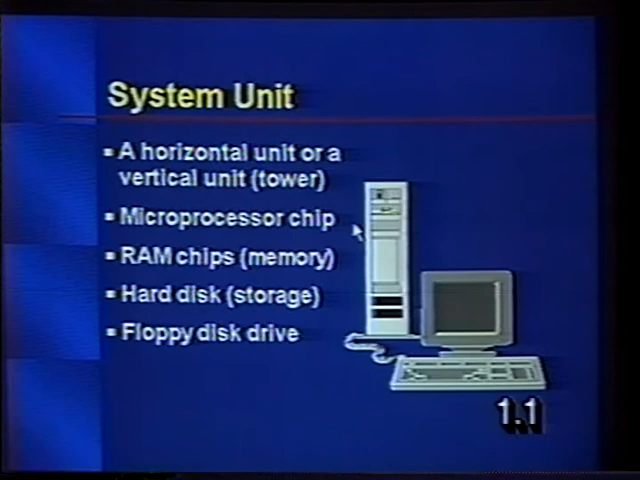 System Unit
▪ A horizontal unit or a
vertical unit (tower)
▪ Microprocessor chip
▪ RAM chips (memory)
▪ Hard disk (storage)
▪ Floppy disk drive
1.1